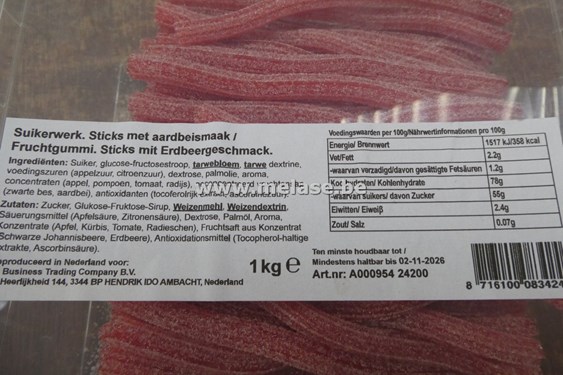 Suikerwerk. Sticks met aardbeismaak /
Fruchtgummi. Sticks mit Erdbeergeschmack.
Ingrediënten: Suiker, glucose-fructosestroop, tarwebloem, tarwe dextrine,
voedingszuren (appelzuur, citroenzuur), dextrose, palmolie, aroma,
concentraten (appel, pompoen, tomaat, radijs),
(zwarte bes, aardbei), antioxidanten
Zutaten: Zucker, Glukose-Fruktose-Sirup, Weizenmehl, Weizendextrin,
Säuerungsmittel (Apfelsäure, Zitronensäure), Dextrose, Palmöl, Aroma,
Konzentrate (Apfel, Kürbis, Tomate, Radieschen), Fruchtsaft aus Konzentrat
Schwarze Johannisbeere, Erdbeere), Antioxidationsmittel (Tocopherol-haltige
xtrakte, Ascorbinsäure).
eproduceerd in Nederland voor:
Business Trading Company B.V.
Heerlijkheid 144, 3344 BP HENDRIK IDO AMBACHT, Nederland
1 kg e
www.melase.be
Voedingswaarden per 100g/Nährwertinformationen pro 100g
Energie/ Brennwert 1517 kJ/358 kcal
Vet/Fett 2.2g
-waarvan verzadigd/davon gesättigte Fetsäuren 1.2g
Kohlenhydrate 78g
-waarvan suikers/ davon Zucker 55g
Eiwitten/ Eiweiß 2.4g
Zout/ Salz 0.07g
Ten minste houdbaar tot /
Mindestens haltbar bis 02-11-2026
Art.nr: A000954 24200
8 716100 083424